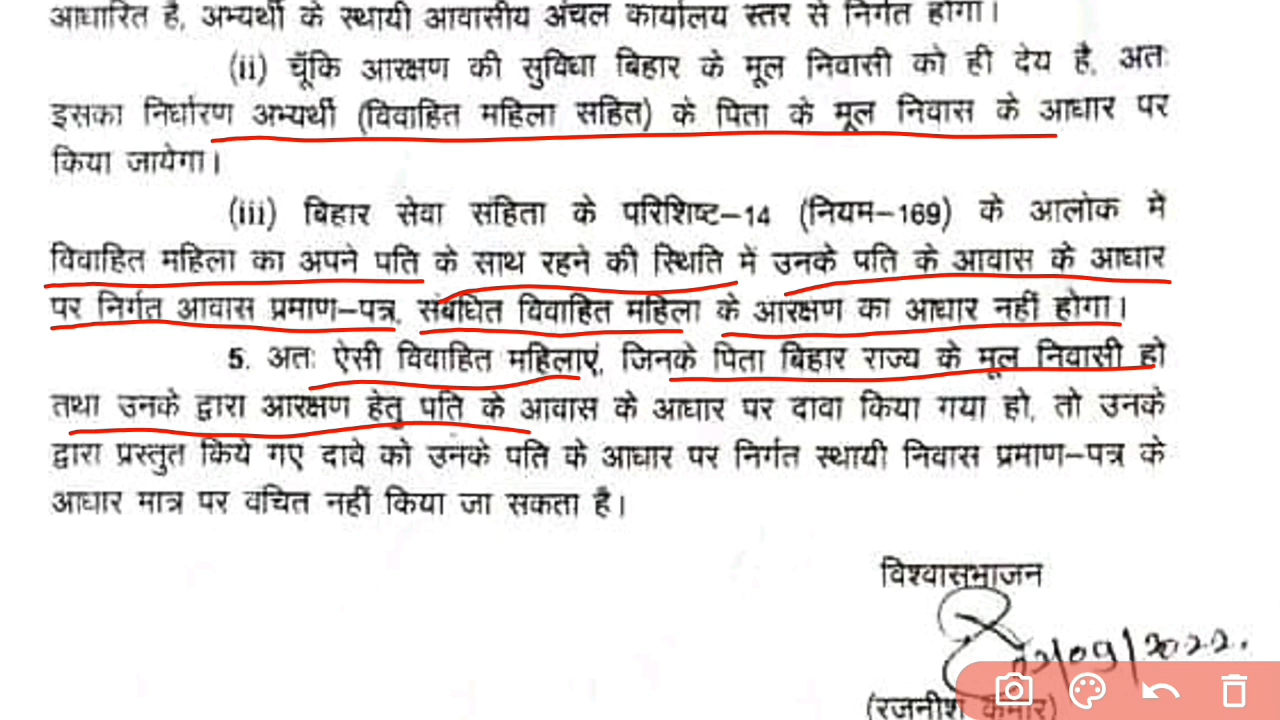 आधारित है, अभ्यर्थी के स्थायी आवासीय अंचल कार्यालय स्तर से निर्गत होगा।
(ii) चूँकि आरक्षण की सुविधा बिहार के मूल निवासी को ही देय है, अतः
इसका निर्धारण अभ्यर्थी (विवाहित महिला सहित) के पिता के मूल निवास के आधार पर
किया जायेगा।
(iii) बिहार सेवा संहिता के परिशिष्ट–14 (नियम–169) के आलोक में
विवाहित महिला का अपने पति के साथ रहने की स्थिति में उनके पति के आवास के आधार
पर निर्गत आवास प्रमाण–पत्र, संबंधित विवाहित महिला के आरक्षण का आधार नहीं होगा।
5. अतः ऐसी विवाहित महिलाएं, जिनके पिता बिहार राज्य के मूल निवासी हो
तथा उनके द्वारा आरक्षण हेतु पति के आवास के आधार पर दावा किया गया हो, तो उनके
द्वारा प्रस्तुत किये गए दावे को उनके पति के आधार पर निर्गत स्थायी निवास प्रमाण–पत्र के
आधार मात्र पर वंचित नहीं किया जा सकता है।
विश्वासभाजन
/09/2022.
(रजनीश कुमार)